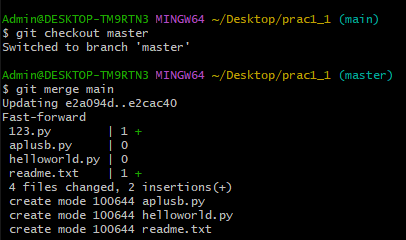 Admin@DESKTOP-TM9RTN3 MINGW64 ~/Desktop/prac1_1 (main)
$ git checkout master
Switched to branch 'master'

Admin@DESKTOP-TM9RTN3 MINGW64 ~/Desktop/prac1_1 (master)
$ git merge main
Updating e2a094d..e2cac40
Fast-forward
 123.py        | 1 +
 aplusb.py     | 0
 helloworld.py | 0
 readme.txt    | 1 +
 4 files changed, 2 insertions(+)
 create mode 100644 aplusb.py
 create mode 100644 helloworld.py
 create mode 100644 readme.txt